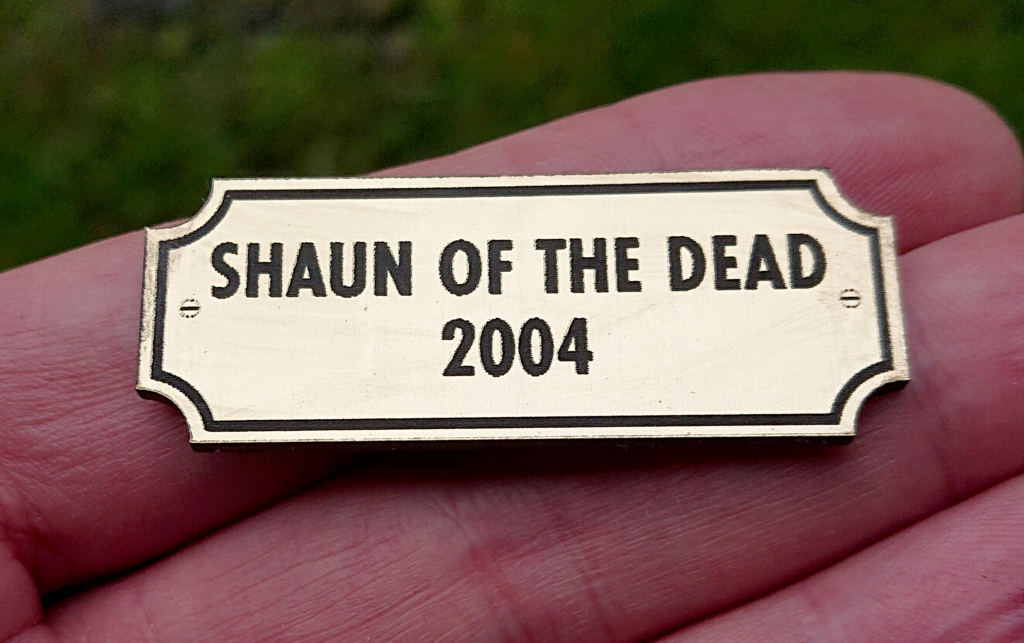 SHAUN OF THE DEAD
2004